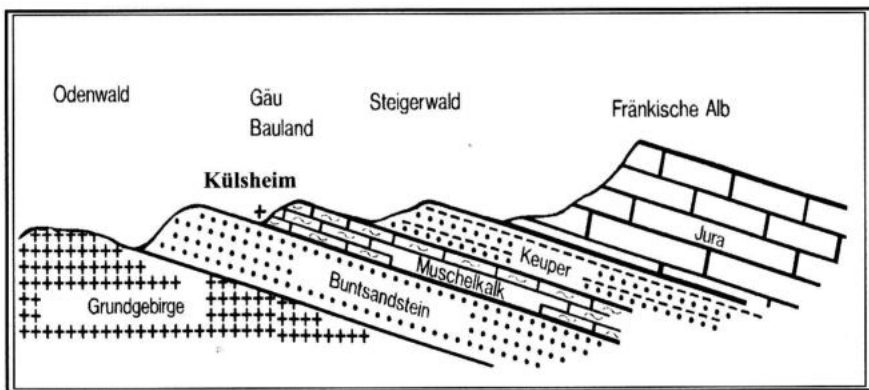 Odenwald
Gäu
Bauland
Steigerwald
Fränkische Alb
Külsheim
Jura
Keuper
Muschelkalk
Buntsandstein
Grundgebirge